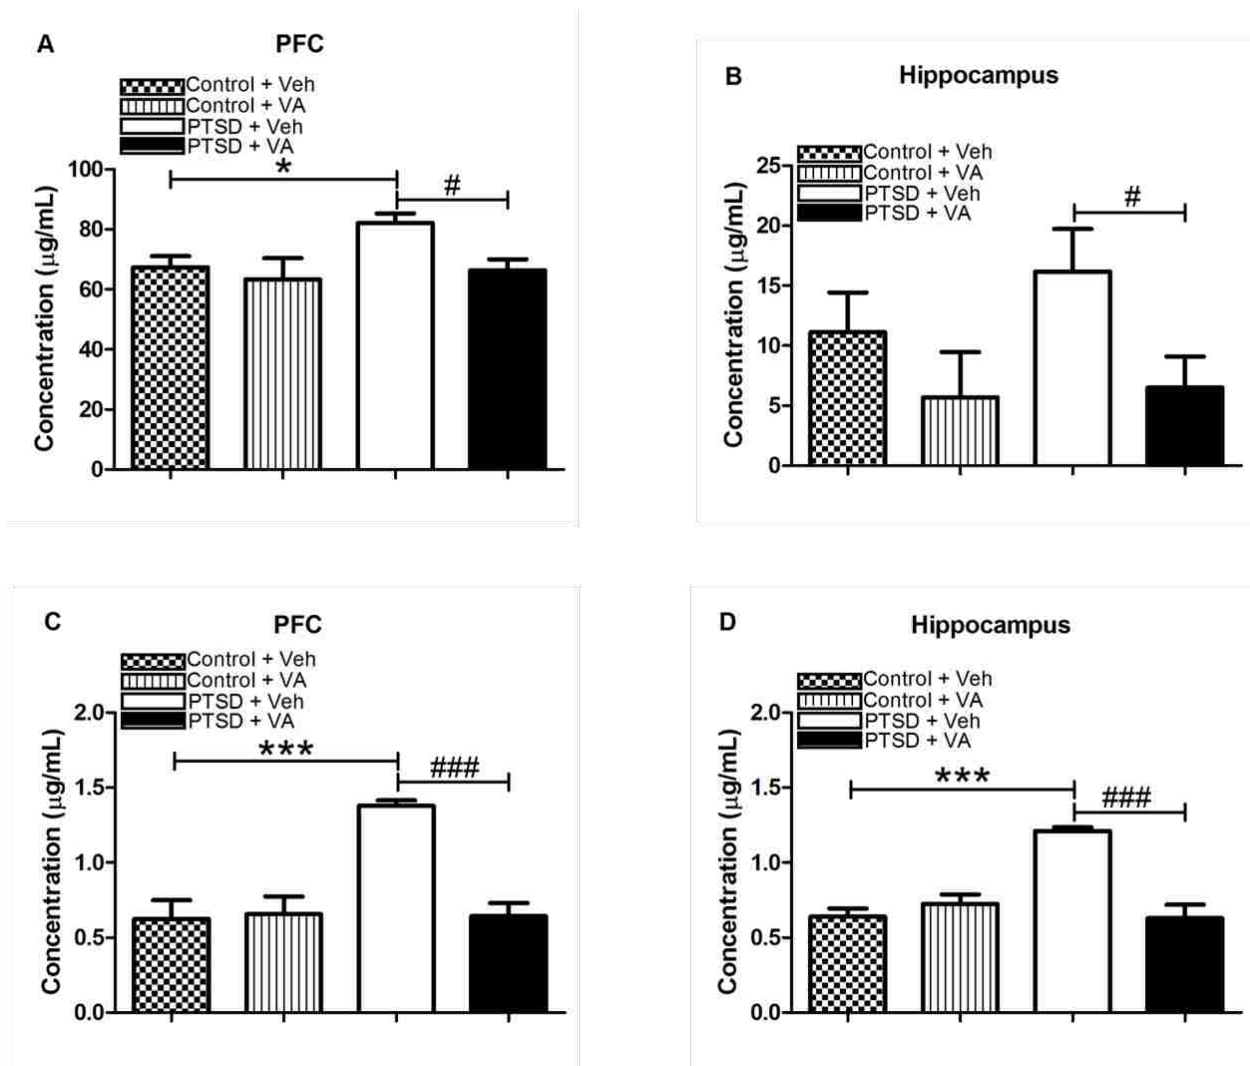 A
PFC
Control + Veh
Control + VA
PTSD + Veh
PTSD + VA
*
#
Concentration (µg/mL)
100
80
60
40
20
0
B
Hippocampus
Control + Veh
Control + VA
PTSD + Veh
PTSD + VA
#
Concentration (µg/mL)
25
20
15
10
5
0
C
PFC
Control + Veh
Control + VA
PTSD + Veh
PTSD + VA
***
###
Concentration (µg/mL)
2.0
1.5
1.0
0.5
0.0
D
Hippocampus
Control + Veh
Control + VA
PTSD + Veh
PTSD + VA
***
###
Concentration (µg/mL)
2.0
1.5
1.0
0.5
0.0